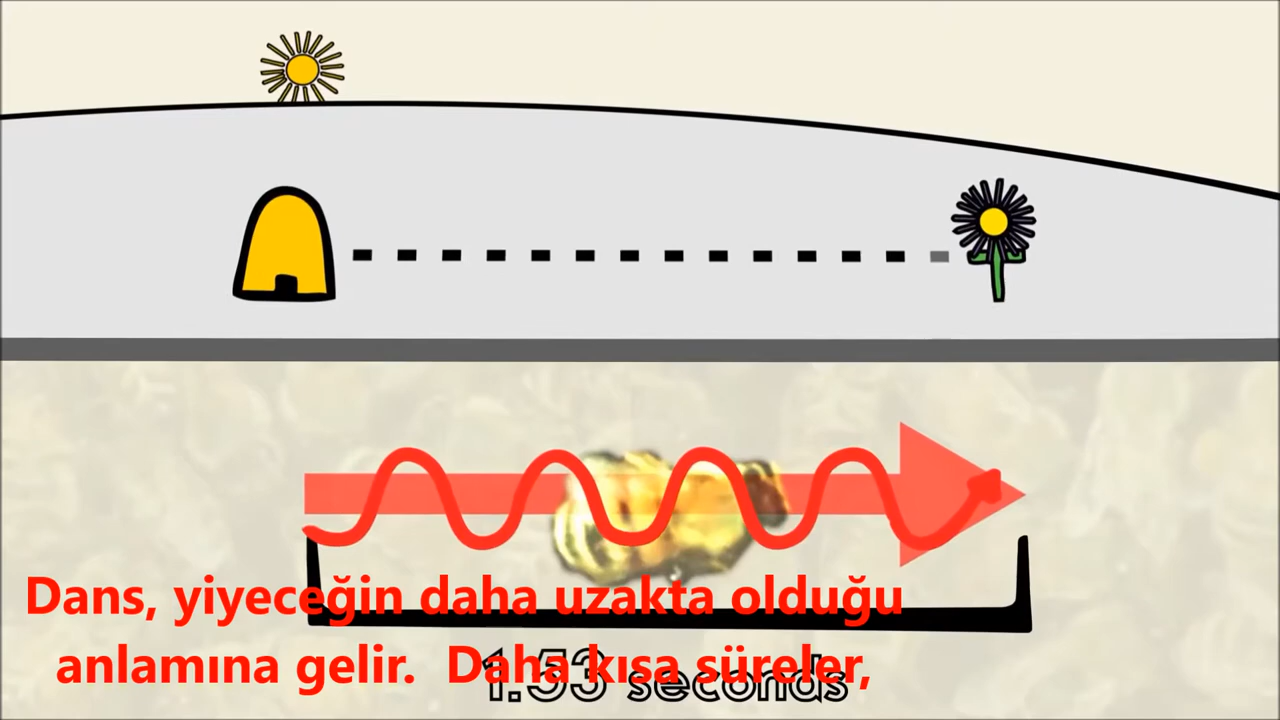 Dans, yiyeceğin daha uzakta olduğu
anlamına gelir. Daha kısa süreler,
1.53 seconds